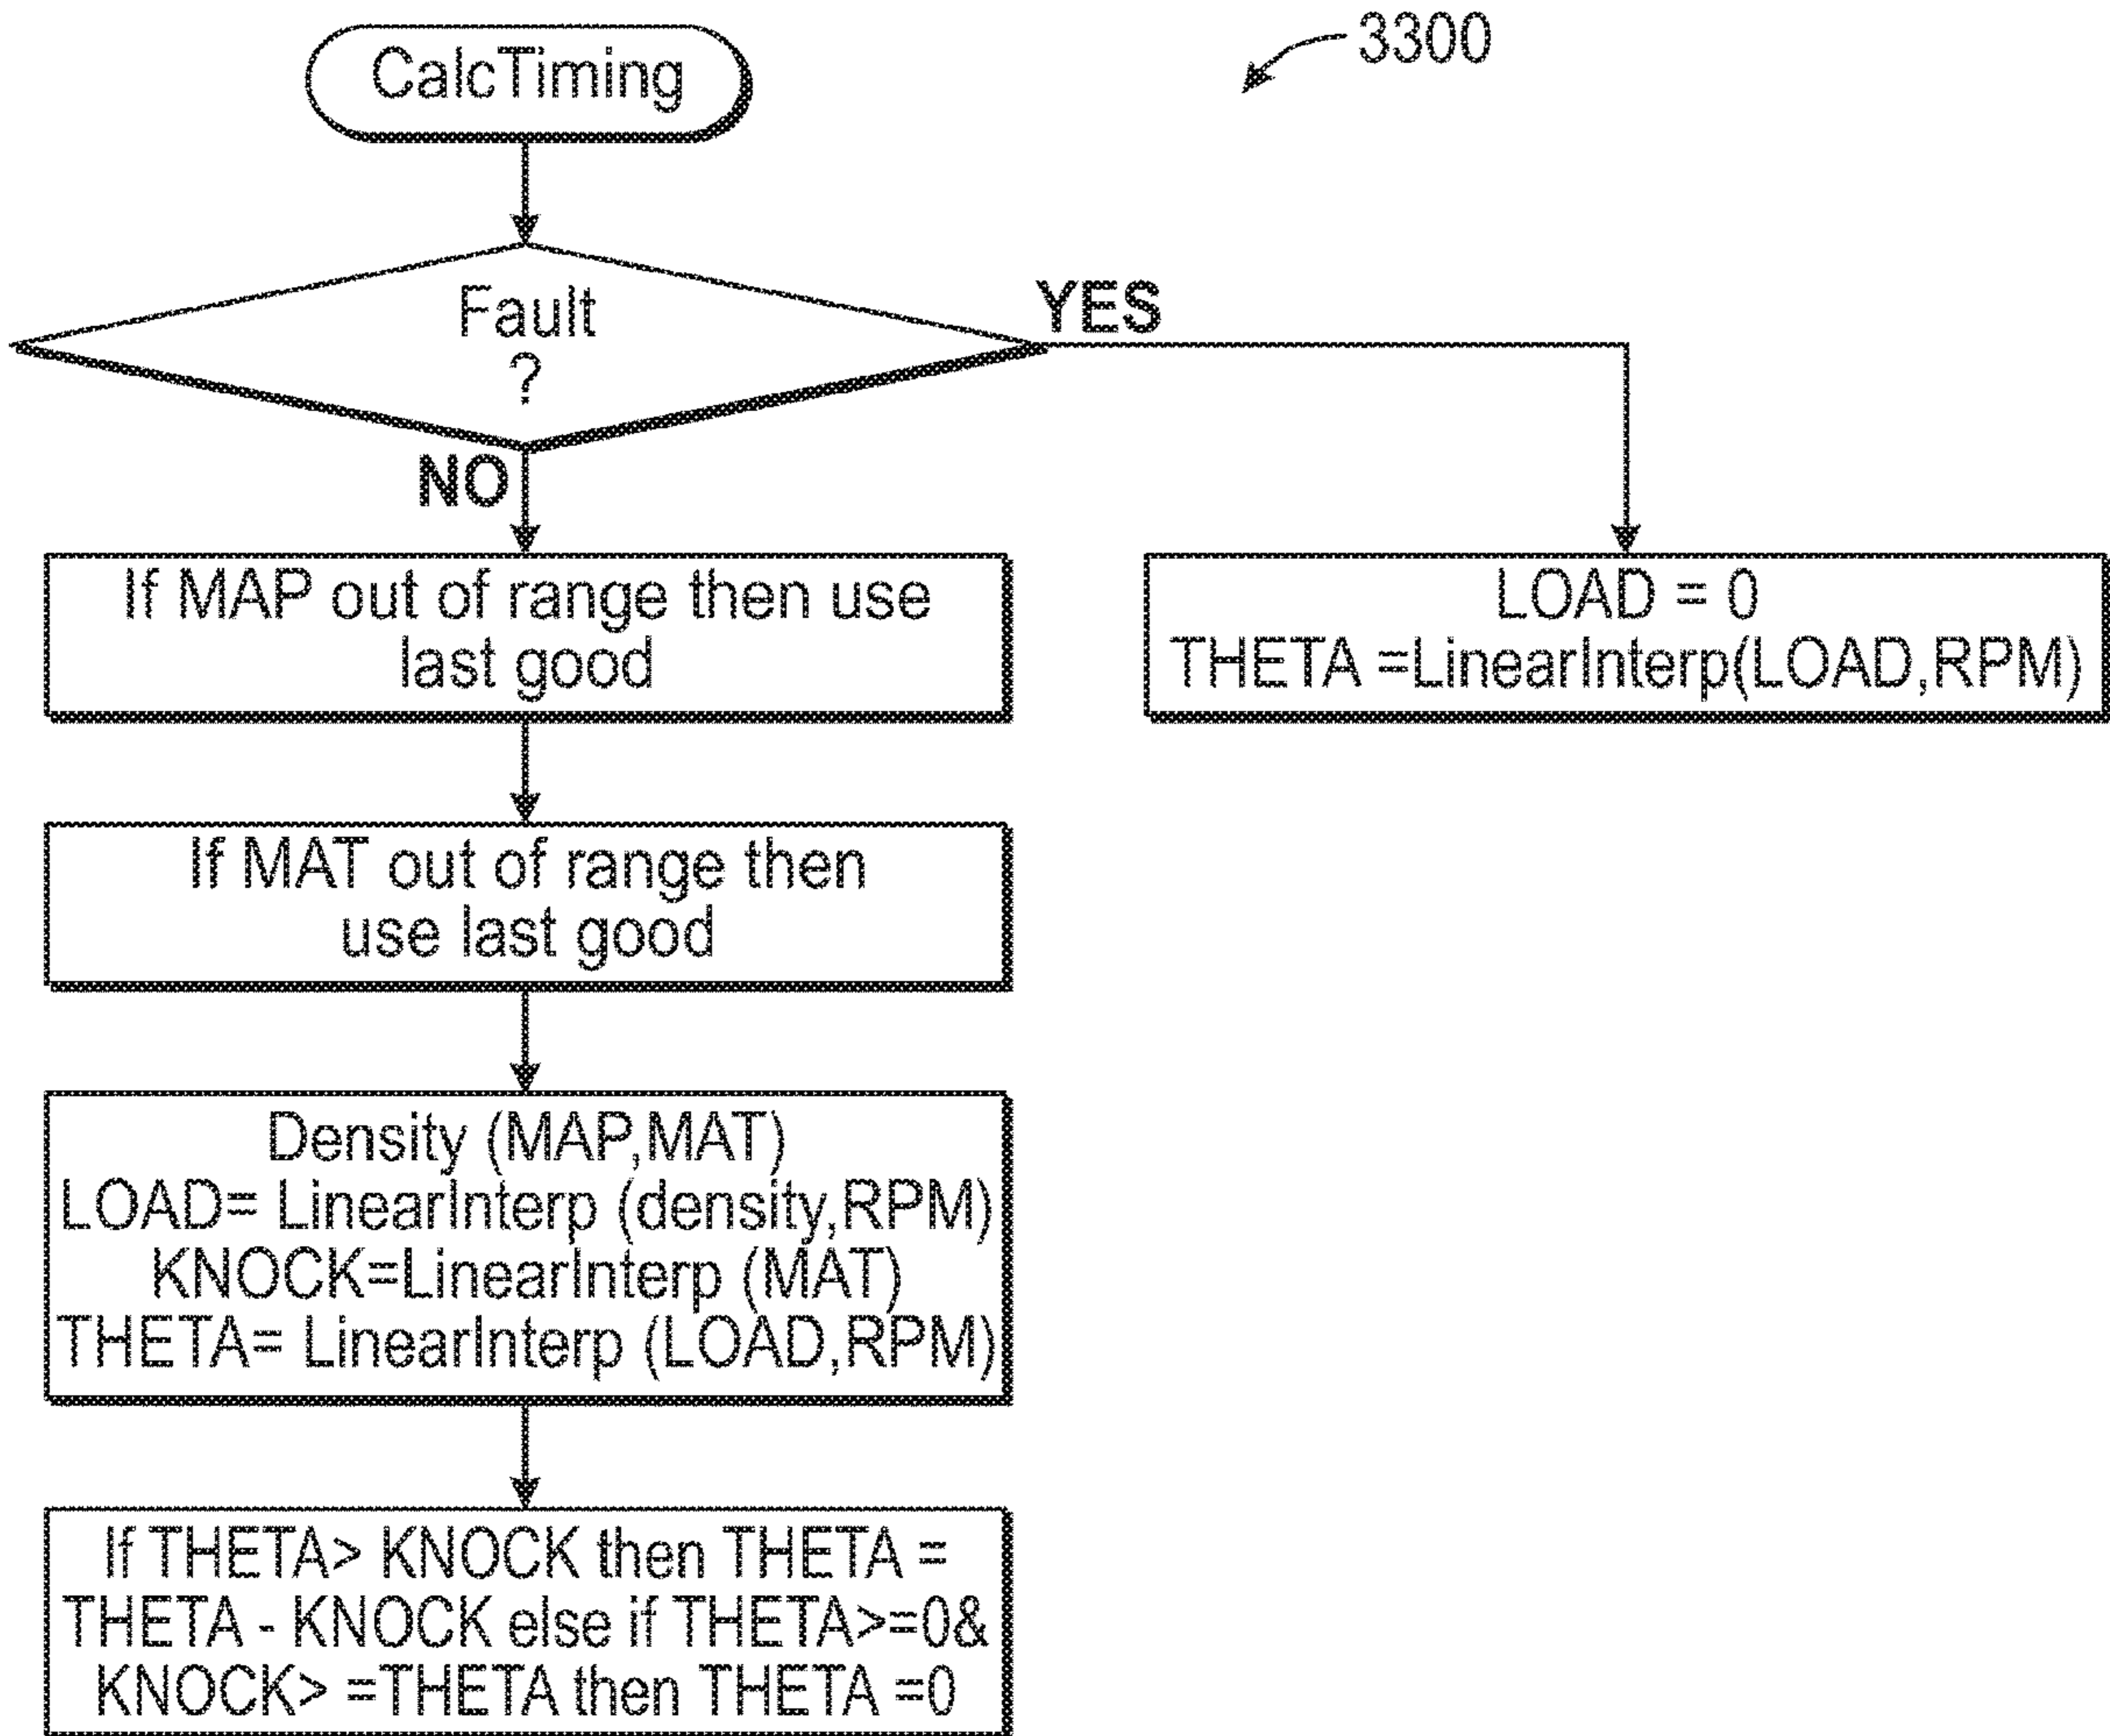 CalcTiming
3300
Fault
?
YES
NO
If MAP out of range then use
last good
LOAD = 0
THETA =LinearInterp(LOAD,RPM)
If MAT out of range then
use last good
Density (MAP,MAT)
LOAD= LinearInterp (density,RPM)
KNOCK=LinearInterp (MAT)
THETA= LinearInterp (LOAD,RPM)
If THETA> KNOCK then THETA =
THETA - KNOCK else if THETA>=0&
KNOCK> =THETA then THETA =0